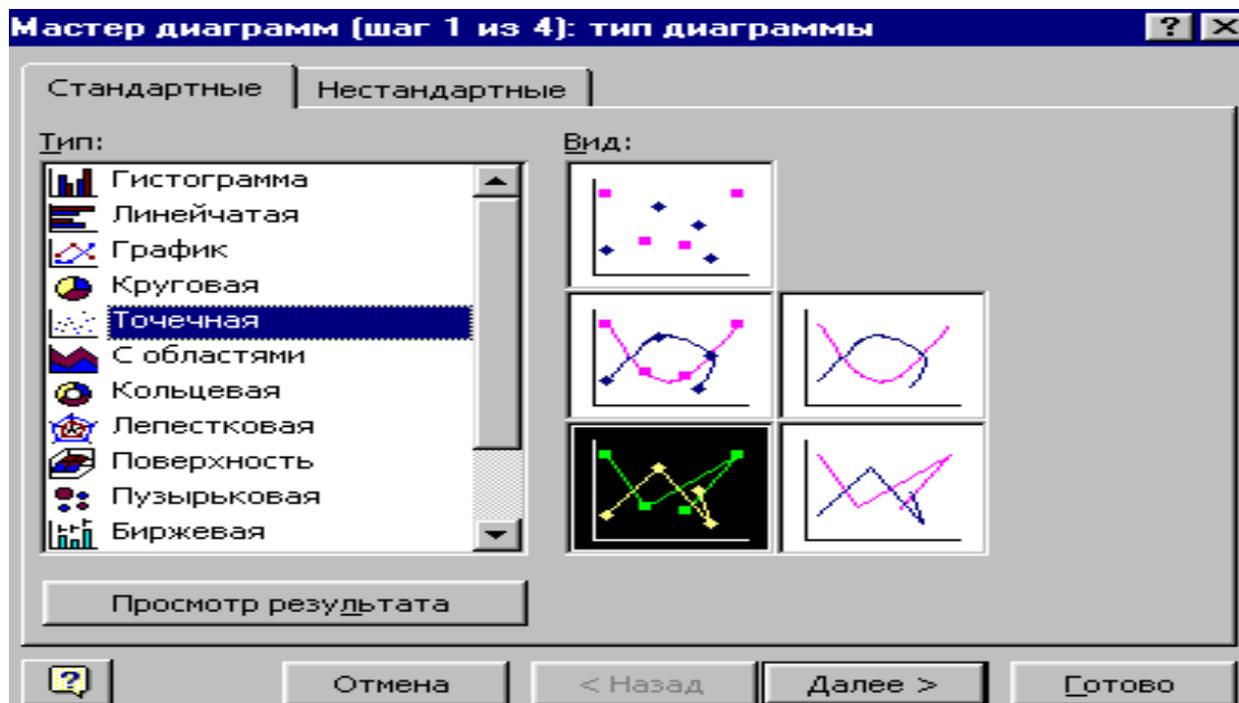 Мастер диаграмм (шаг 1 из 4): тип диаграммы
Стандартные
Нестандартные
Тип:
Гистограмма
Линейчатая
График
Круговая
Точечная
С областями
Кольцевая
Лепестковая
Поверхность
Пузырьковая
Биржевая
Вид:
Просмотр результата
Отмена
< Назад
Далее >
Готово